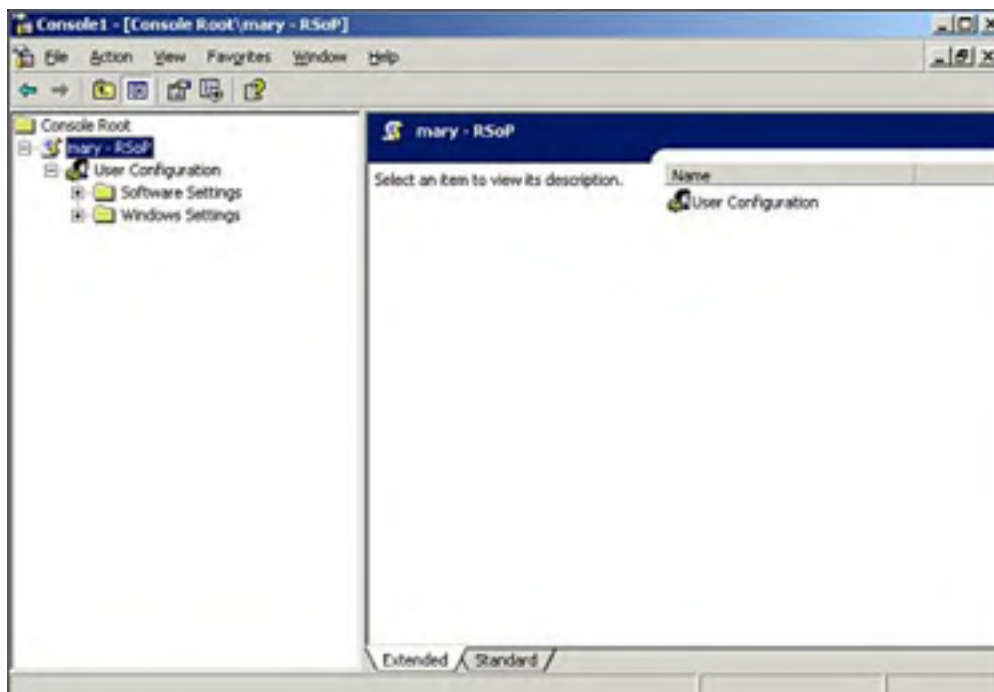 Console1 - [Console Root\mary - RSoP]
File Action View Favorites Window Help
Console Root
mary - RSoP
User Configuration
Software Settings
Windows Settings
mary - RSoP
Select an item to view its description.
Name
User Configuration
Extended Standard